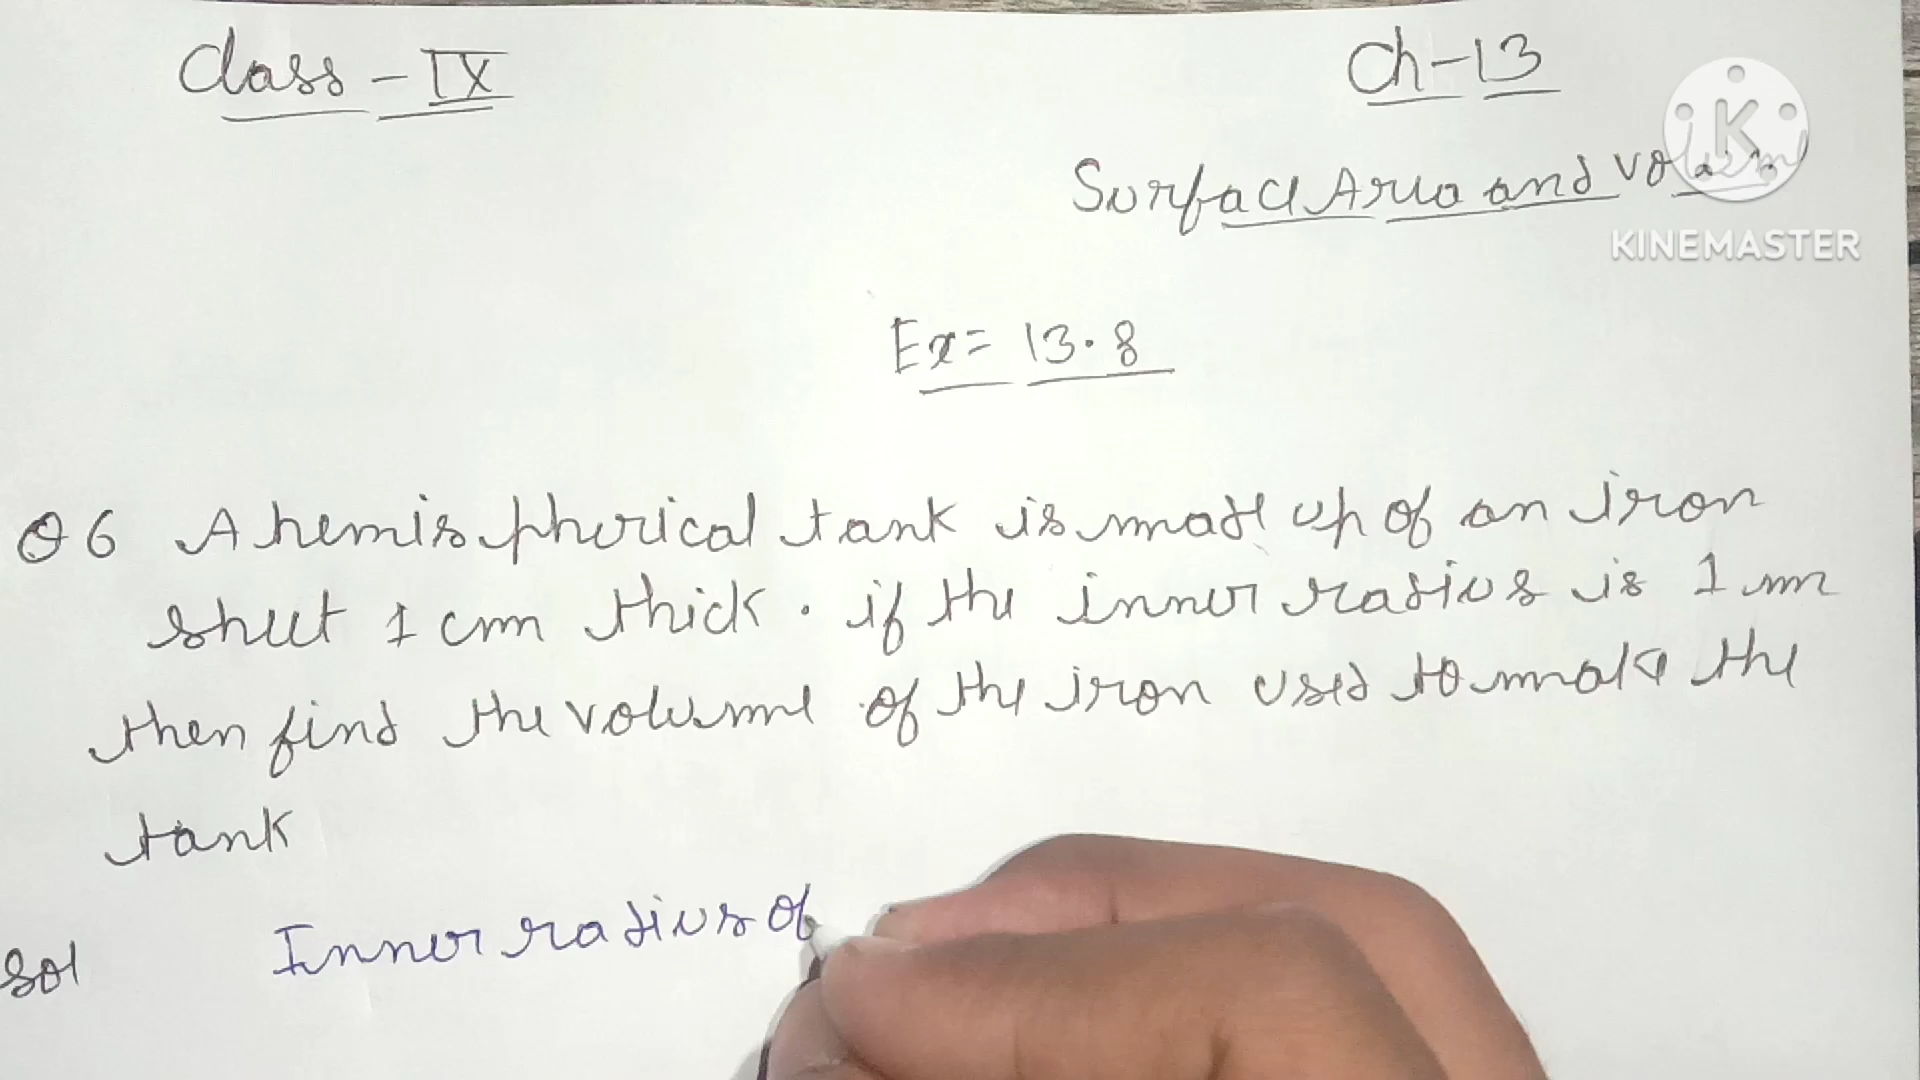 Class - IX
Ch-13
Surface Area and Volume
KINEMASTER
Ex = 13.8
Q 6 A hemispherical tank is made up of an iron
sheet 1 cm thick. if the inner radius is 1 m
then find the volume of the iron used to make the
tank
Sol Inner radius of